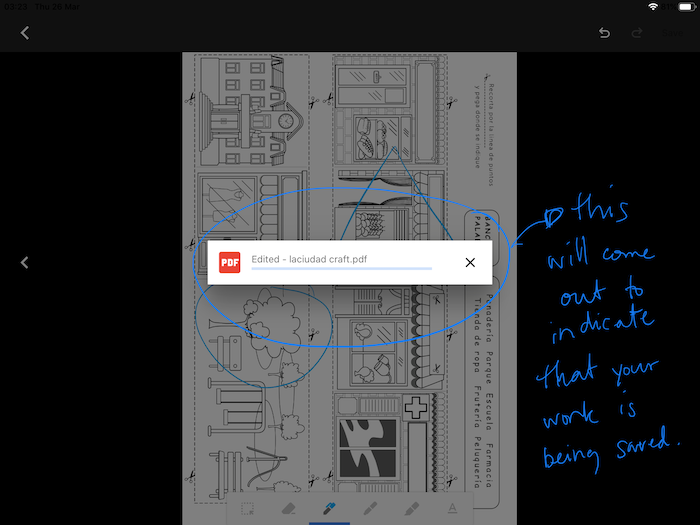 03:23 Thu 26 Mar
Recorta por la línea de puntos
y pega donde se indique
BANC
PALA
Panadería Parque Escuela Farmacia
Tienda de ropa Frutería Peluquería
PDF
Edited - laciudad craft.pdf
this
will come
out to
indicate
that your
work is
being saved.
A